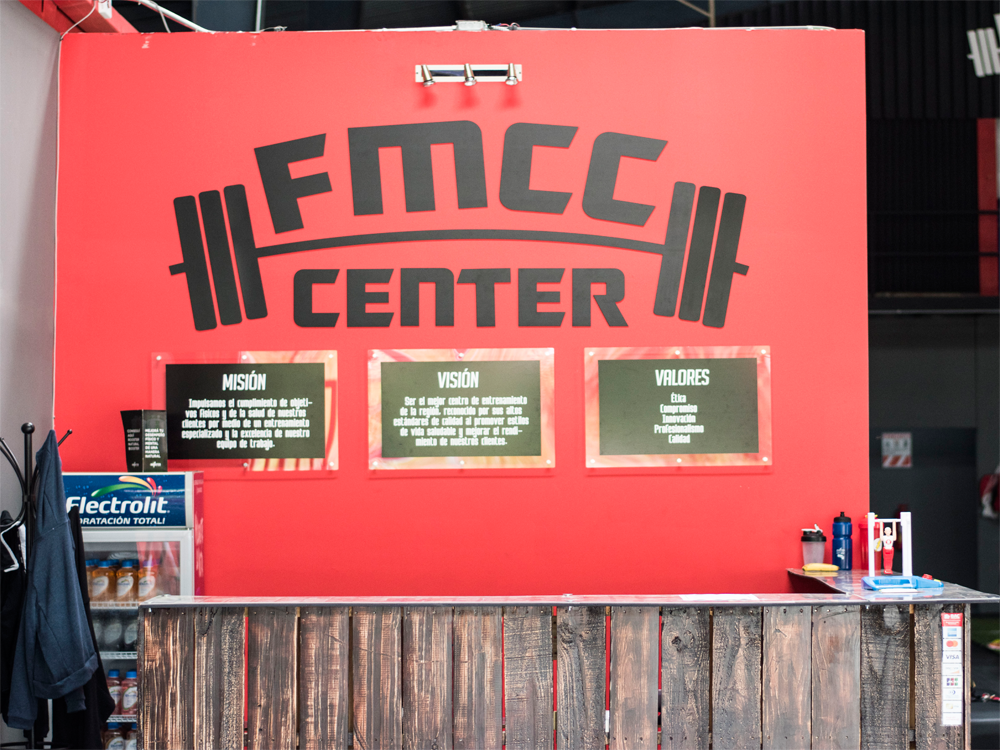 FMCC
CENTER
MISIÓN
Impulsamos el cumplimiento de objeti-
vos físicos y de la salud de nuestros
clientes por medio de un entrenamiento
especializado y la excelencia de nuestro
equipo de trabajo.
VISIÓN
Ser el mejor centro de entrenamiento
de la región, reconocido por sus altos
estándares de calidad al promover estilos
de vida saludable y mejorar el rendi-
miento de nuestros clientes.
VALORES
Ética
Compromiso
Innovación
Profesionalismo
Calidad
Electrolit
DRATACIÓN TOTAL!
VISA